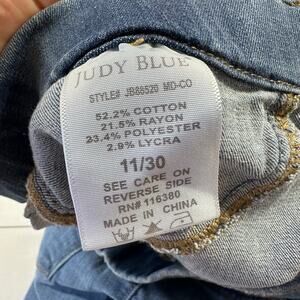 JUDY BLUE
STYLE# JB88520 MD-CO
52.2% COTTON
21.5% RAYON
23.4% POLYESTER
2.9% LYCRA
11/30
SEE CARE ON
REVERSE SIDE
RN# 116380
MADE IN CHINA